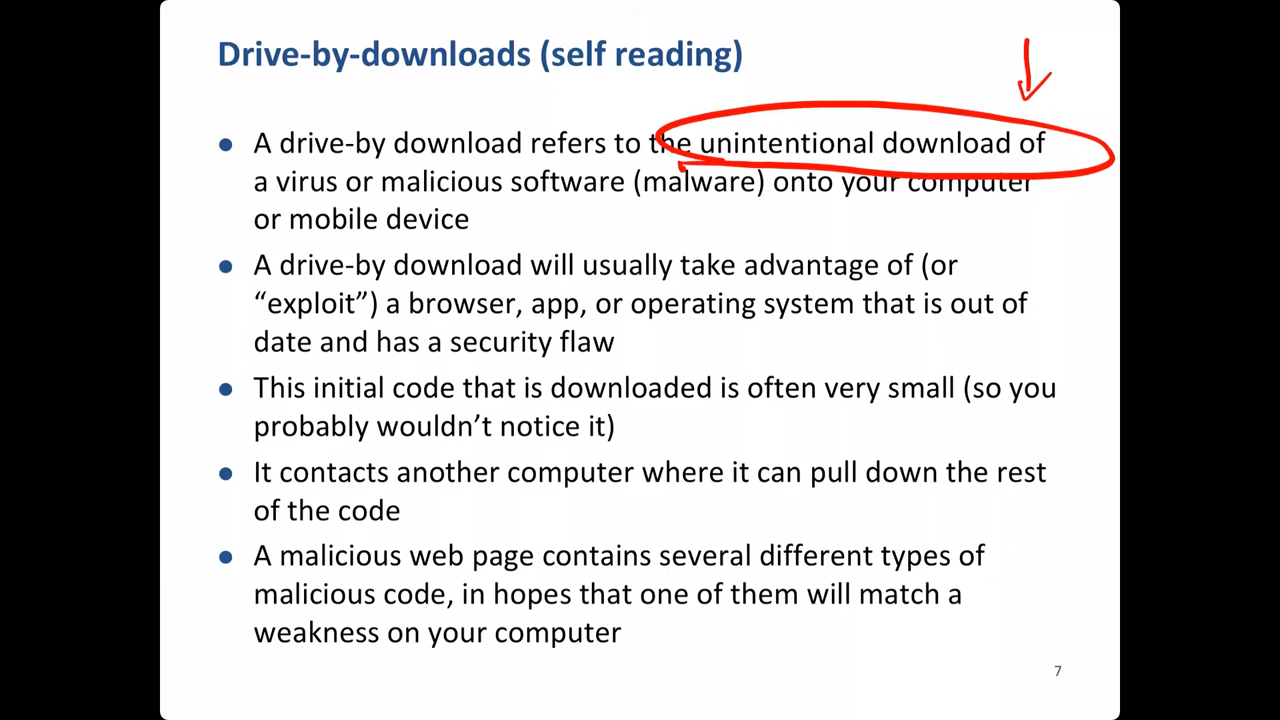 Drive-by-downloads (self reading)
● A drive-by download refers to the unintentional download of
a virus or malicious software (malware) onto your computer
or mobile device
● A drive-by download will usually take advantage of (or
“exploit”) a browser, app, or operating system that is out of
date and has a security flaw
● This initial code that is downloaded is often very small (so you
probably wouldn’t notice it)
● It contacts another computer where it can pull down the rest
of the code
● A malicious web page contains several different types of
malicious code, in hopes that one of them will match a
weakness on your computer
7